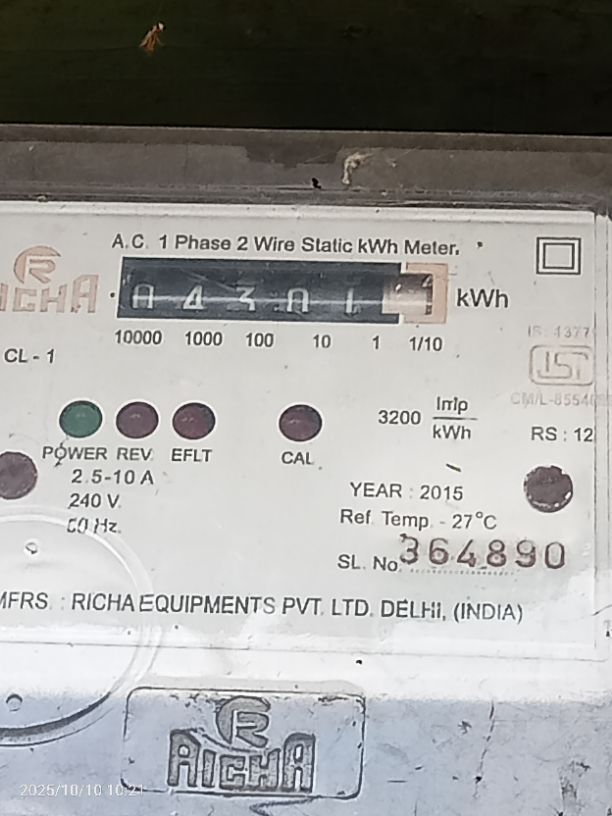 A.C. 1 Phase 2 Wire Static kWh Meter.
RICHA
kWh
10000 1000 100 10 1 1/10
CL - 1
3200 Imp
kWh
RS : 12
POWER REV. EFLT CAL
2.5-10 A
240 V.
50 Hz.
YEAR : 2015
Ref. Temp. - 27°C
SL. No. 364890
MFRS. : RICHA EQUIPMENTS PVT. LTD. DELHI, (INDIA)
RICHA
2025/10/10 10:21